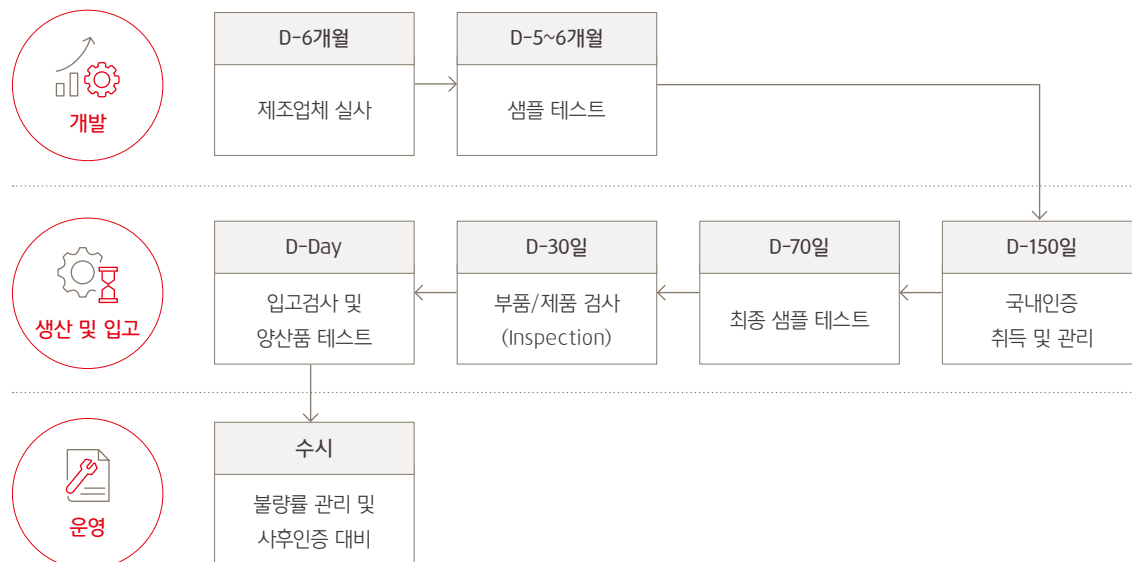 개발
D-6개월
제조업체 실사
D-5~6개월
샘플 테스트
생산 및 입고
D-Day
입고검사 및
양산품 테스트
D-30일
부품/제품 검사
(Inspection)
D-70일
최종 샘플 테스트
D-150일
국내인증
취득 및 관리
운영
수시
불량률 관리 및
사후인증 대비